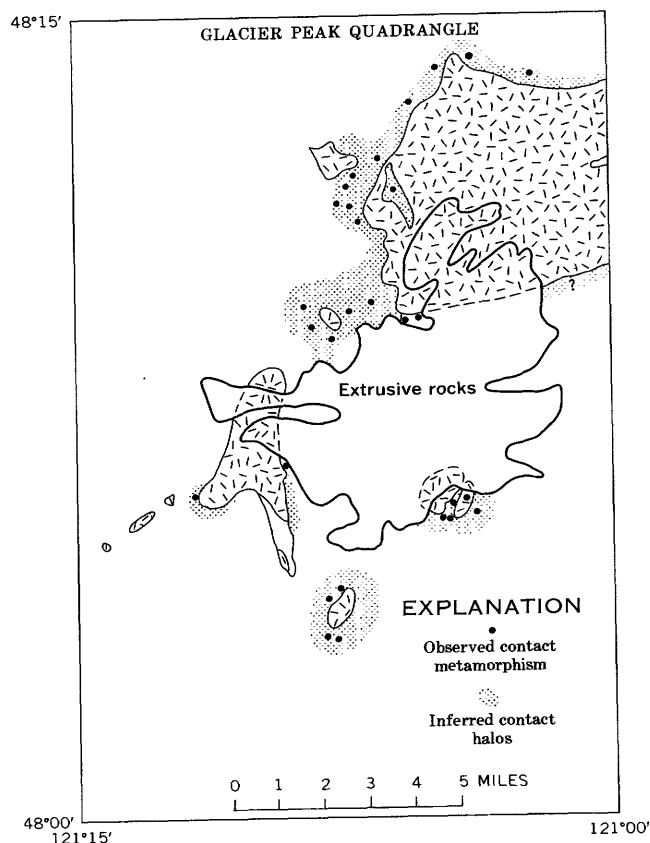 48°15′
GLACIER PEAK QUADRANGLE
?
Extrusive rocks
EXPLANATION
Observed contact
metamorphism
Inferred contact
halos
0 1 2 3 4 5 MILES
48°00′
121°15′
121°00′